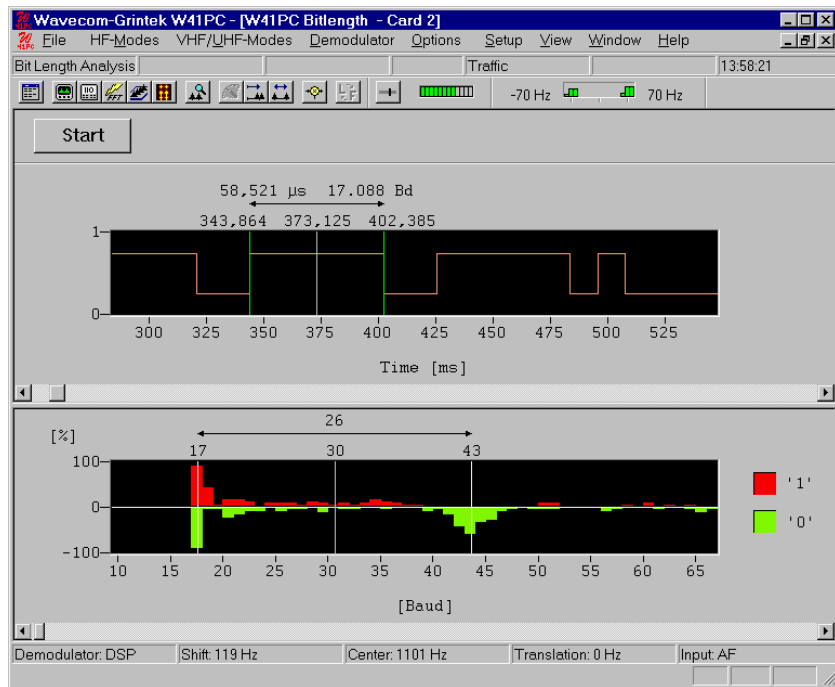 Wavecom-Grintek W41PC - [W41PC Bitlength - Card 2]
File HF-Modes VHF/UHF-Modes Demodulator Options Setup View Window Help
Bit Length Analysis Traffic 13:58:21
-70 Hz 70 Hz
Start
58,521 µs 17.088 Bd
343,864 373,125 402,385
1
0
300 325 350 375 400 425 450 475 500 525
Time [ms]
26
[%]
17 30 43
100
0
-100
'1'
'0'
10 15 20 25 30 35 40 45 50 55 60 65
[Baud]
Demodulator: DSP Shift: 119 Hz Center: 1101 Hz Translation: 0 Hz Input: AF